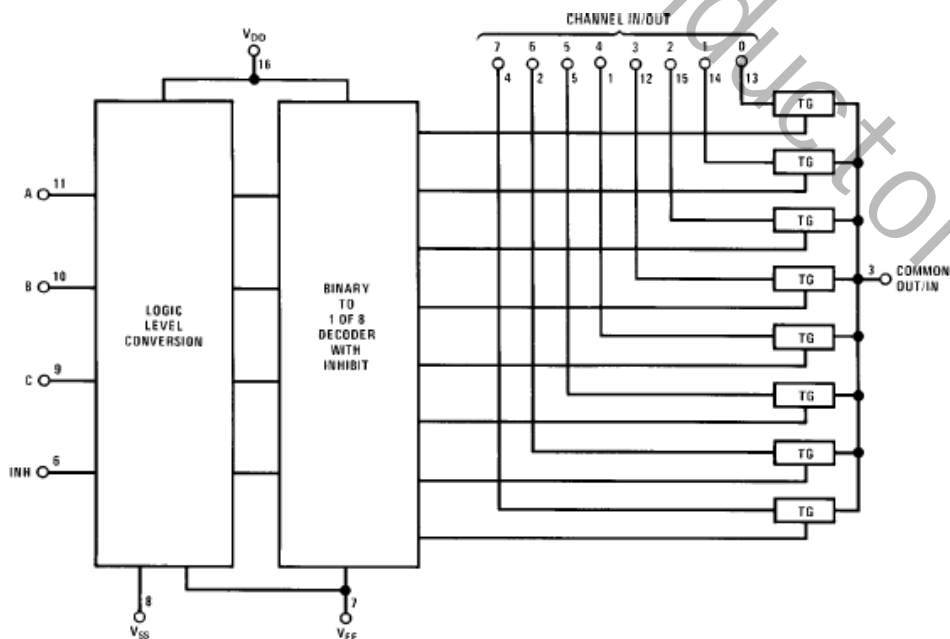 CHANNEL IN/OUT
7 6 5 4 3 2 1 0
4 2 5 1 12 15 14 13
VDD
16
TG
TG
TG
TG
TG
TG
TG
TG
A 11
B 10
C 9
INH 6
LOGIC
LEVEL
CONVERSION
BINARY
TO
1 OF 8
DECODER
WITH
INHIBIT
3 COMMON
OUT/IN
8
VSS
7
VEE